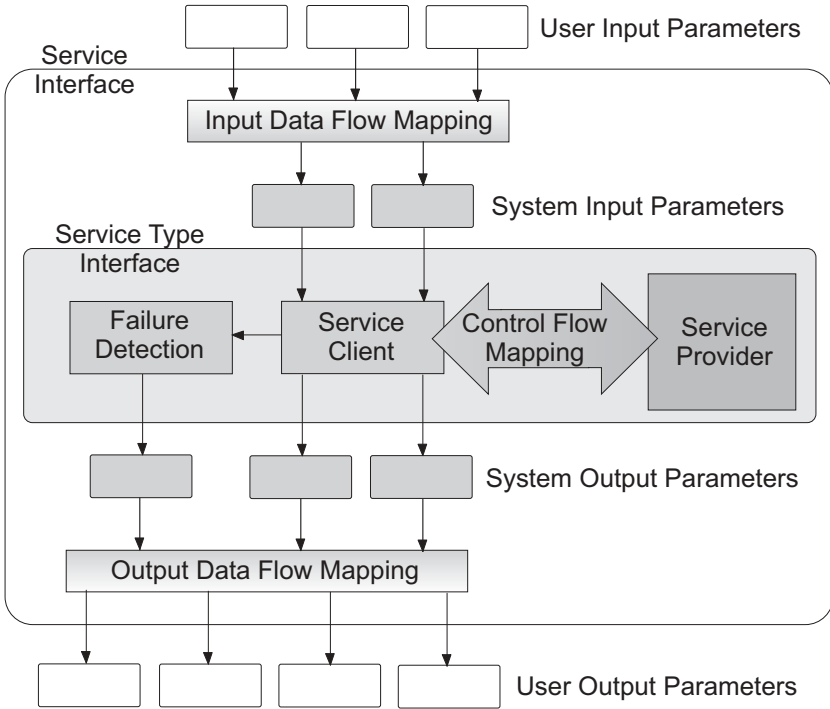 User Input Parameters
Service
Interface
Input Data Flow Mapping
System Input Parameters
Service Type
Interface
Failure
Detection
Service
Client
Control Flow
Mapping
Service
Provider
System Output Parameters
Output Data Flow Mapping
User Output Parameters